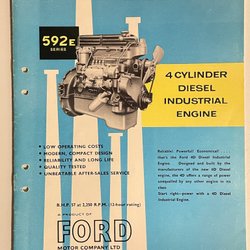 592E
SERIES
4 CYLINDER
DIESEL
INDUSTRIAL
ENGINE
• LOW OPERATING COSTS
• MODERN, COMPACT DESIGN
• RELIABILITY AND LONG LIFE
• QUALITY TESTED
• UNBEATABLE AFTER-SALES SERVICE
Reliable. Powerful. Economical! . . . .
that's the Ford 4D Diesel Industrial
Engine. Designed and built by the
manufacturers of the new 4D Diesel
engine, the 4D offers a range of power
unequalled by any other engine in its
class
Start right—power with a 4D Diesel
Industrial Engine.
B.H.P. 57 at 2,250 R.P.M. (12-hour rating)
A PRODUCT OF
FORD
MOTOR COMPANY LTD